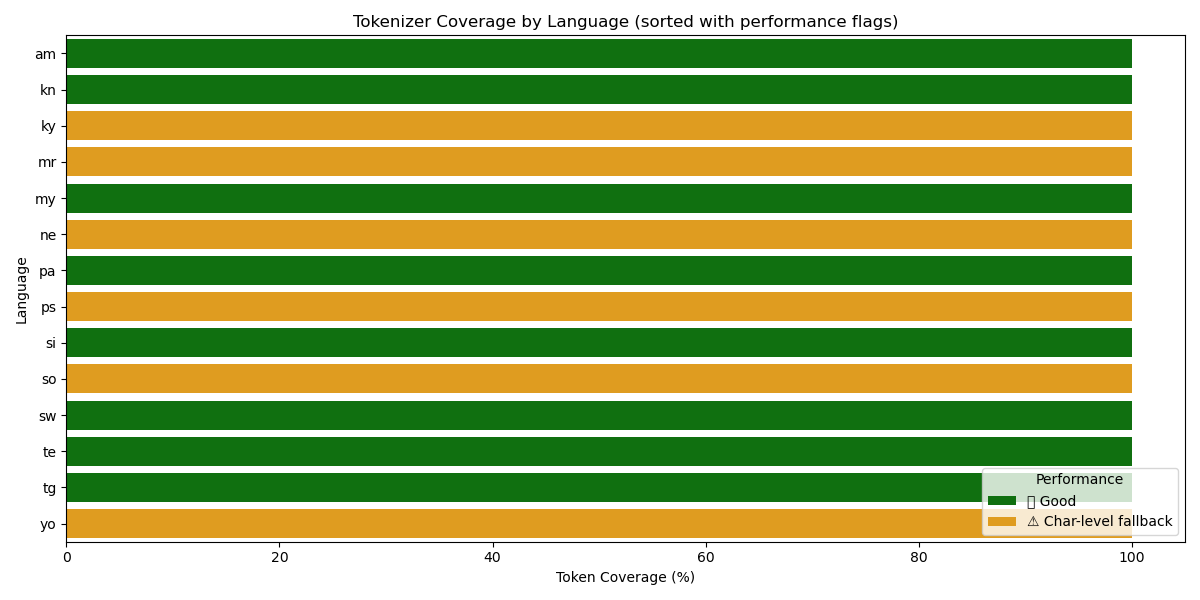 Tokenizer Coverage by Language (sorted with performance flags)
am
kn
ky
mr
my
ne
pa
ps
si
so
sw
te
tg
yo
Language
0 20 40 60 80 100
Token Coverage (%)
Performance
▯ Good
⚠ Char-level fallback